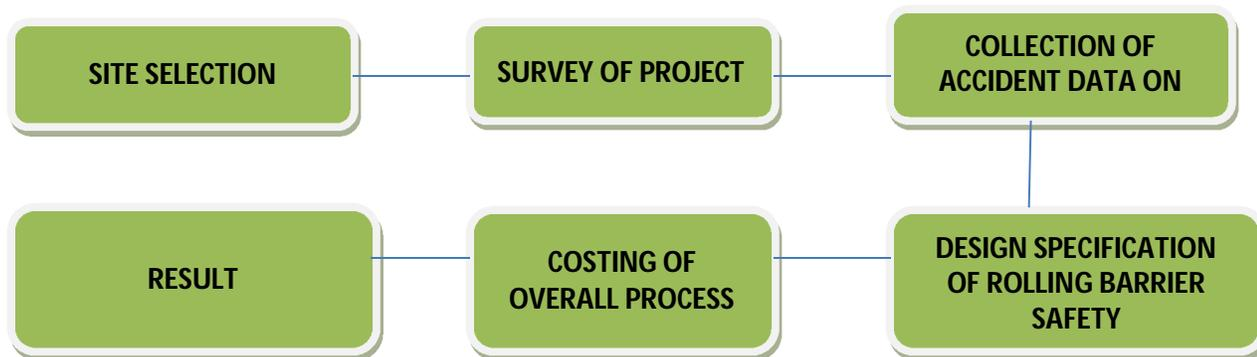 SITE SELECTION
SURVEY OF PROJECT
COLLECTION OF
ACCIDENT DATA ON
DESIGN SPECIFICATION
OF ROLLING BARRIER
SAFETY
COSTING OF
OVERALL PROCESS
RESULT